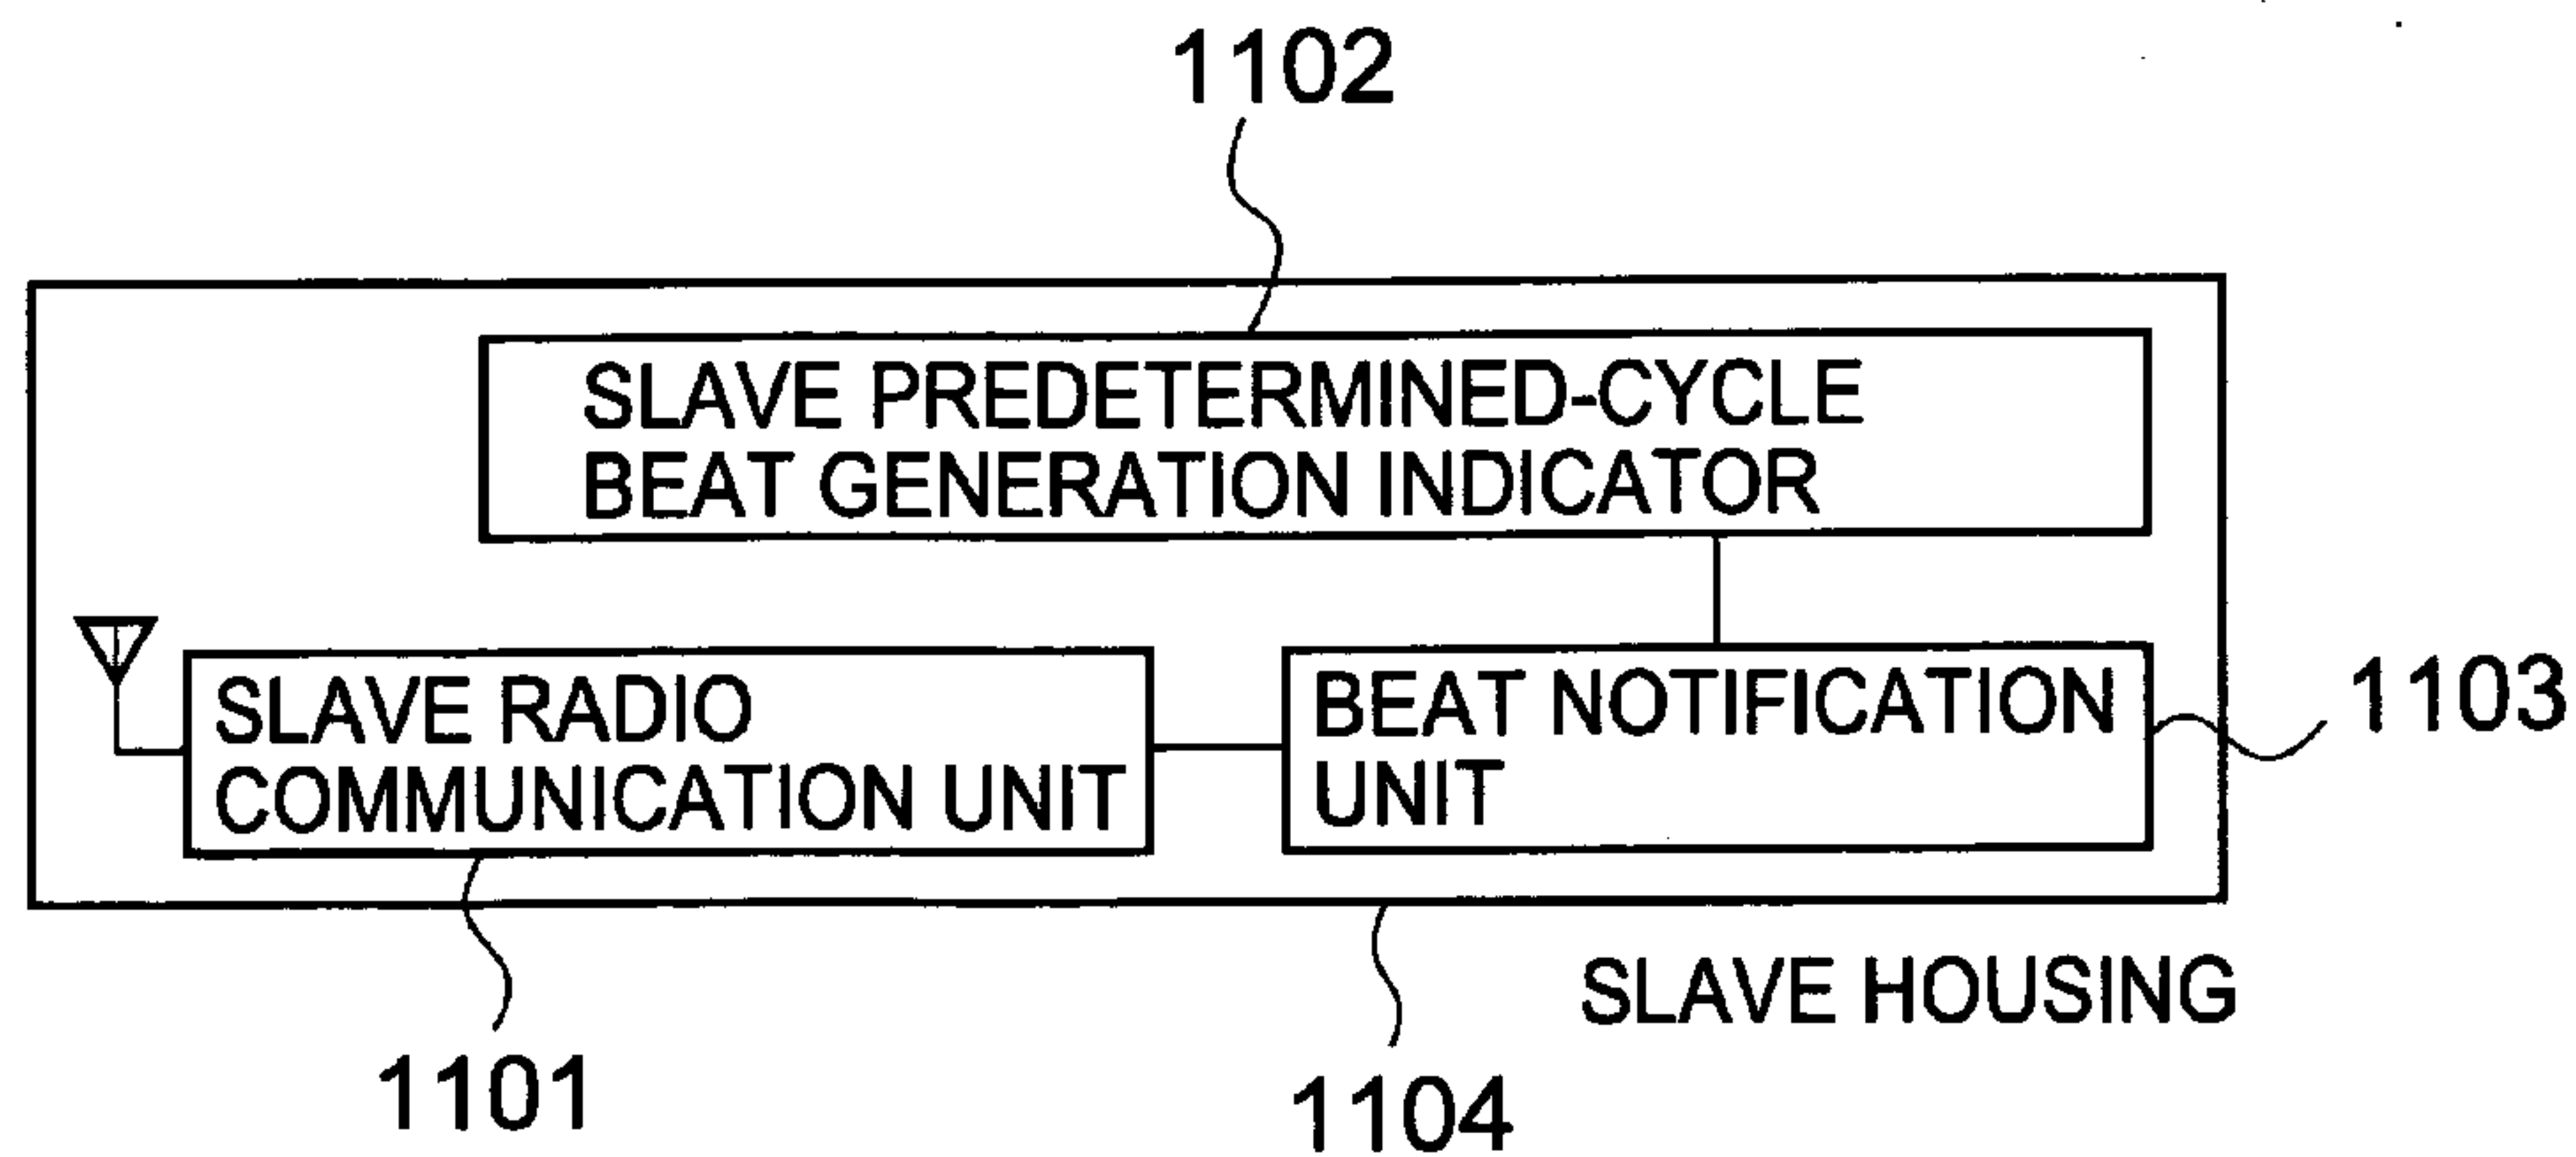 1102
SLAVE PREDETERMINED-CYCLE
BEAT GENERATION INDICATOR
SLAVE RADIO
COMMUNICATION UNIT
BEAT NOTIFICATION
UNIT
1103
SLAVE HOUSING
1101
1104